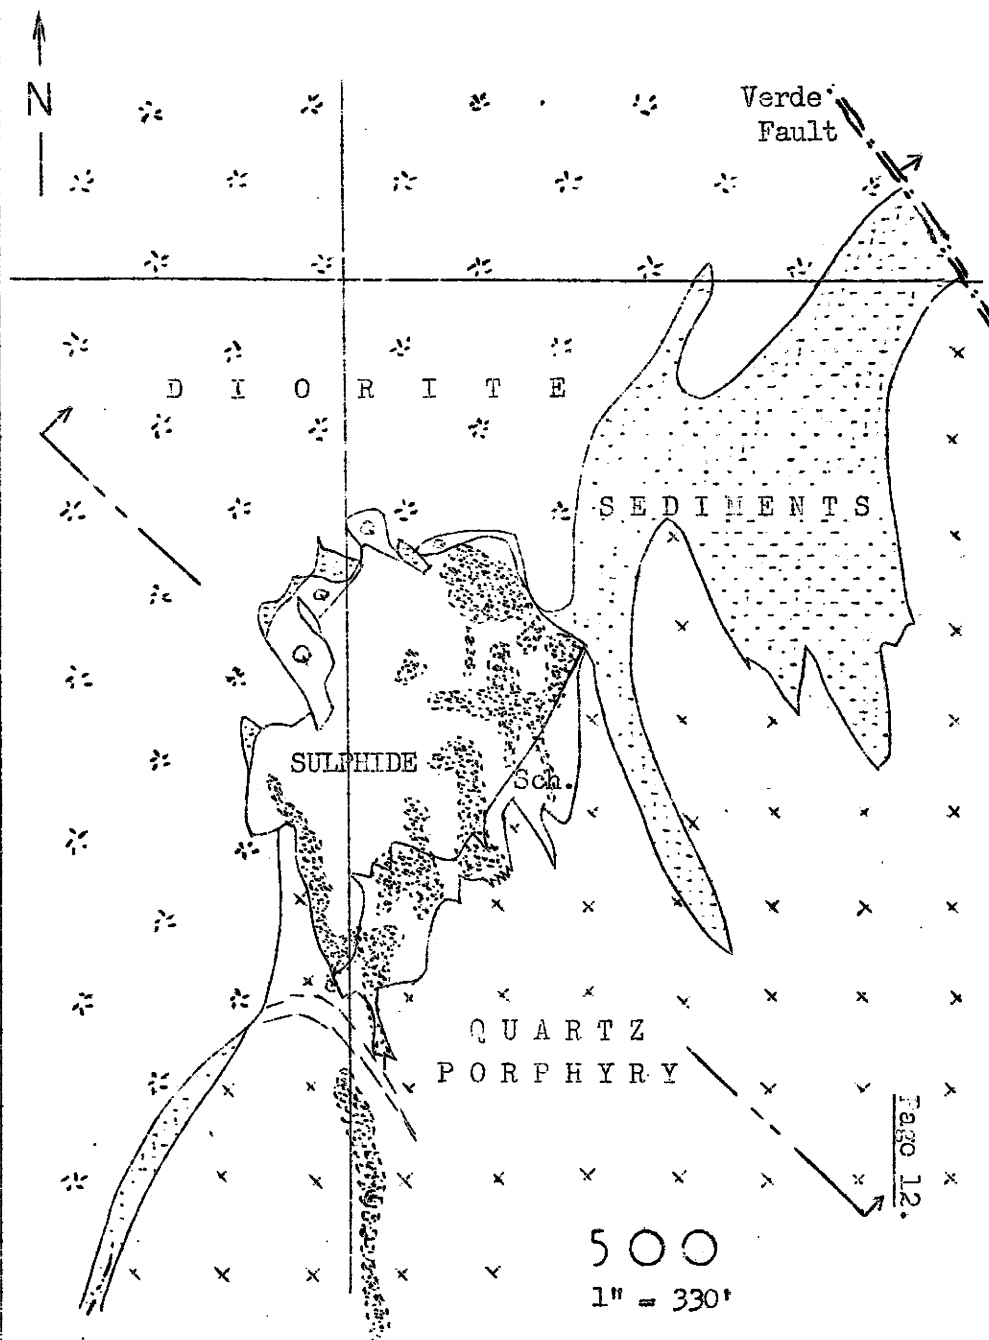 N
Verde
Fault
D I O R I T E
S E D I M E N T S
Q
Q
Q
SULPHIDE
Sch.
Q U A R T Z
P O R P H Y R Y
Page 12.
500
1" = 330'